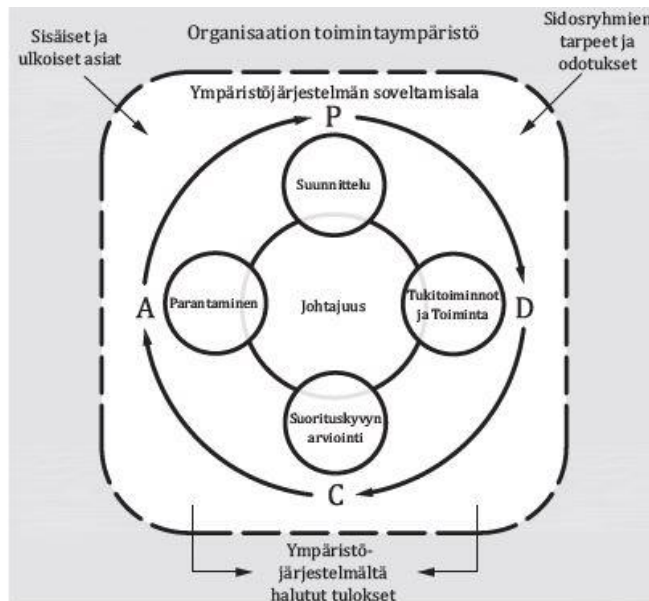 Sisäiset ja
ulkoiset asiat
Organisaation toimintaympäristö
Sidosryhmien
tarpeet ja
odotukset
Ympäristöjärjestelmän soveltamisala
P
Suunnittelu
A
Parantaminen
Johtajuus
Tukitoiminnot
ja Toiminta
D
Suorituskyvyn
arviointi
C
Ympäristö-
järjestelmältä
halutut tulokset